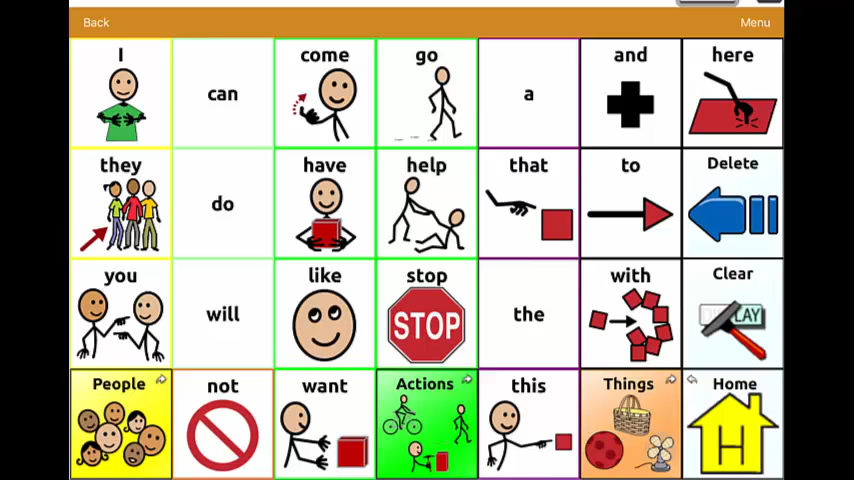 Back Menu
I can come go a and here
they do have help that to Delete
you will like stop the with Clear
STOP
LAY
People not want Actions this Things Home
H